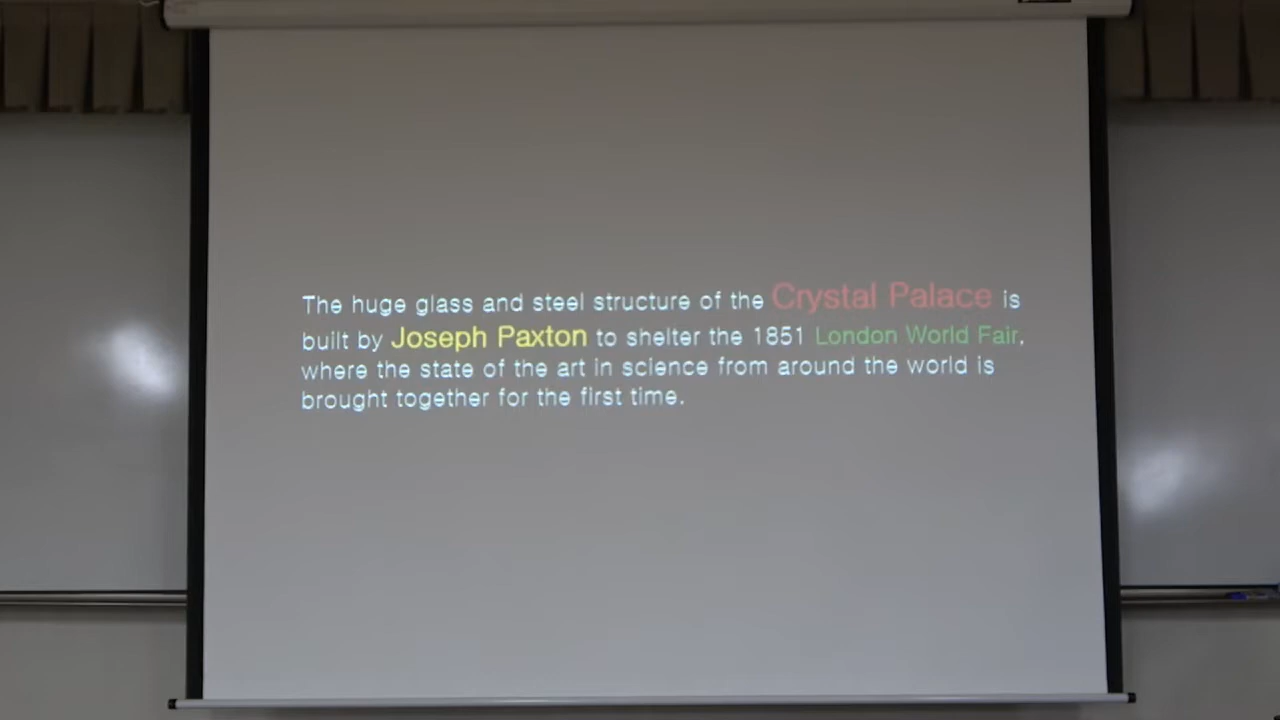 The huge glass and steel structure of the Crystal Palace is
built by Joseph Paxton to shelter the 1851 London World Fair,
where the state of the art in science from around the world is
brought together for the first time.